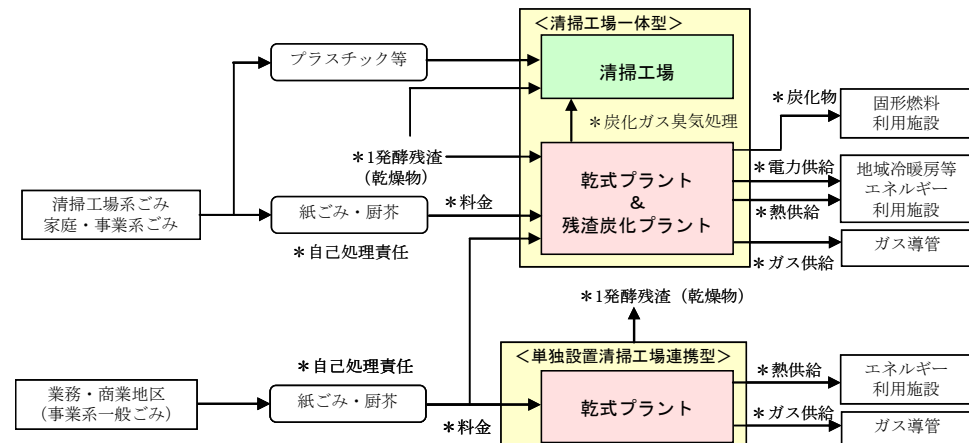 ＜清掃工場一体型＞
プラスチック等
清掃工場
＊炭化物
固形燃料
利用施設
＊炭化ガス臭気処理
＊1発酵残渣
（乾燥物）
＊電力供給
地域冷暖房等
エネルギー
利用施設
乾式プラント
＆
残渣炭化プラント
清掃工場系ごみ
家庭・事業系ごみ
紙ごみ・厨芥
＊料金
＊熱供給
＊自己処理責任
ガス導管
＊ガス供給
＊1発酵残渣（乾燥物）
＜単独設置清掃工場連携型＞
＊自己処理責任
＊熱供給
エネルギー
利用施設
業務・商業地区
（事業系一般ごみ）
紙ごみ・厨芥
乾式プラント
＊ガス供給
＊料金
ガス導管